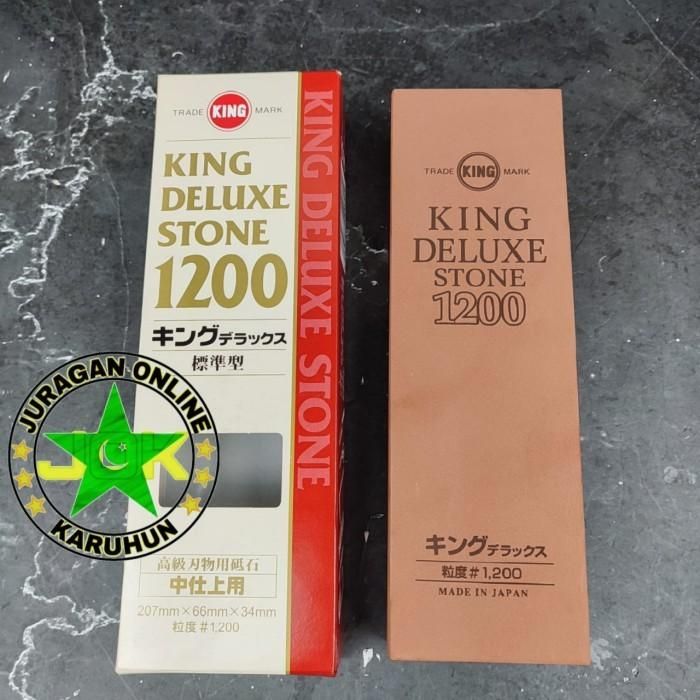 TRADE KING MARK
KING
DELUXE
STONE
1200
キングデラックス
標準型
高級刃物用砥石
中仕上用
207mm×66mm×34mm
粒度#1,200
KING DELUXE STONE
TRADE KING MARK
KING
DELUXE
STONE
1200
キングデラックス
粒度#1,200
MADE IN JAPAN
JURAGAN ONLINE
JOK
KARUHUN